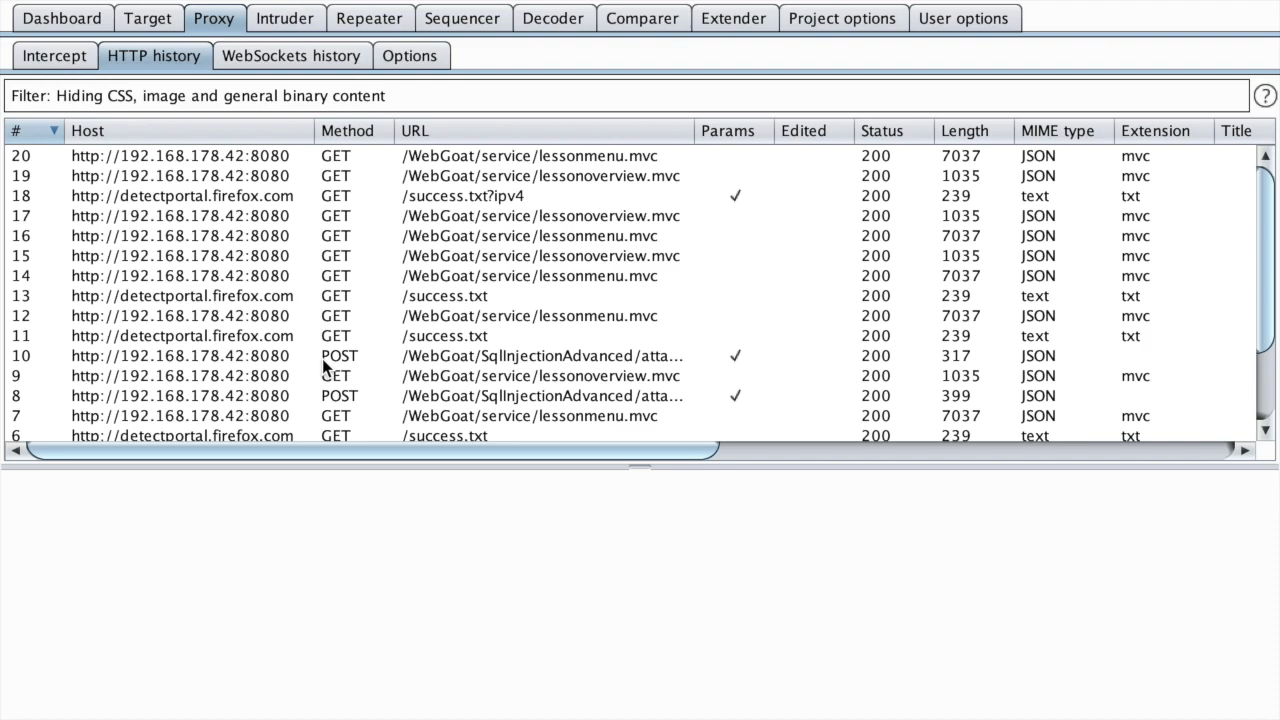 Dashboard Target Proxy Intruder Repeater Sequencer Decoder Comparer Extender Project options User options
Intercept HTTP history WebSockets history Options
Filter: Hiding CSS, image and general binary content ?
# Host Method URL Params Edited Status Length MIME type Extension Title
20 http://192.168.178.42:8080 GET /WebGoat/service/lessonmenu.mvc 200 7037 JSON mvc
19 http://192.168.178.42:8080 GET /WebGoat/service/lessonoverview.mvc 200 1035 JSON mvc
18 http://detectportal.firefox.com GET /success.txt?ipv4 ✓ 200 239 text txt
17 http://192.168.178.42:8080 GET /WebGoat/service/lessonoverview.mvc 200 1035 JSON mvc
16 http://192.168.178.42:8080 GET /WebGoat/service/lessonmenu.mvc 200 7037 JSON mvc
15 http://192.168.178.42:8080 GET /WebGoat/service/lessonoverview.mvc 200 1035 JSON mvc
14 http://192.168.178.42:8080 GET /WebGoat/service/lessonmenu.mvc 200 7037 JSON mvc
13 http://detectportal.firefox.com GET /success.txt 200 239 text txt
12 http://192.168.178.42:8080 GET /WebGoat/service/lessonmenu.mvc 200 7037 JSON mvc
11 http://detectportal.firefox.com GET /success.txt 200 239 text txt
10 http://192.168.178.42:8080 POST /WebGoat/SqlInjectionAdvanced/atta... ✓ 200 317 JSON
9 http://192.168.178.42:8080 GET /WebGoat/service/lessonoverview.mvc 200 1035 JSON mvc
8 http://192.168.178.42:8080 POST /WebGoat/SqlInjectionAdvanced/atta... ✓ 200 399 JSON
7 http://192.168.178.42:8080 GET /WebGoat/service/lessonmenu.mvc 200 7037 JSON mvc
6 http://detectportal.firefox.com GET /success.txt 200 239 text txt